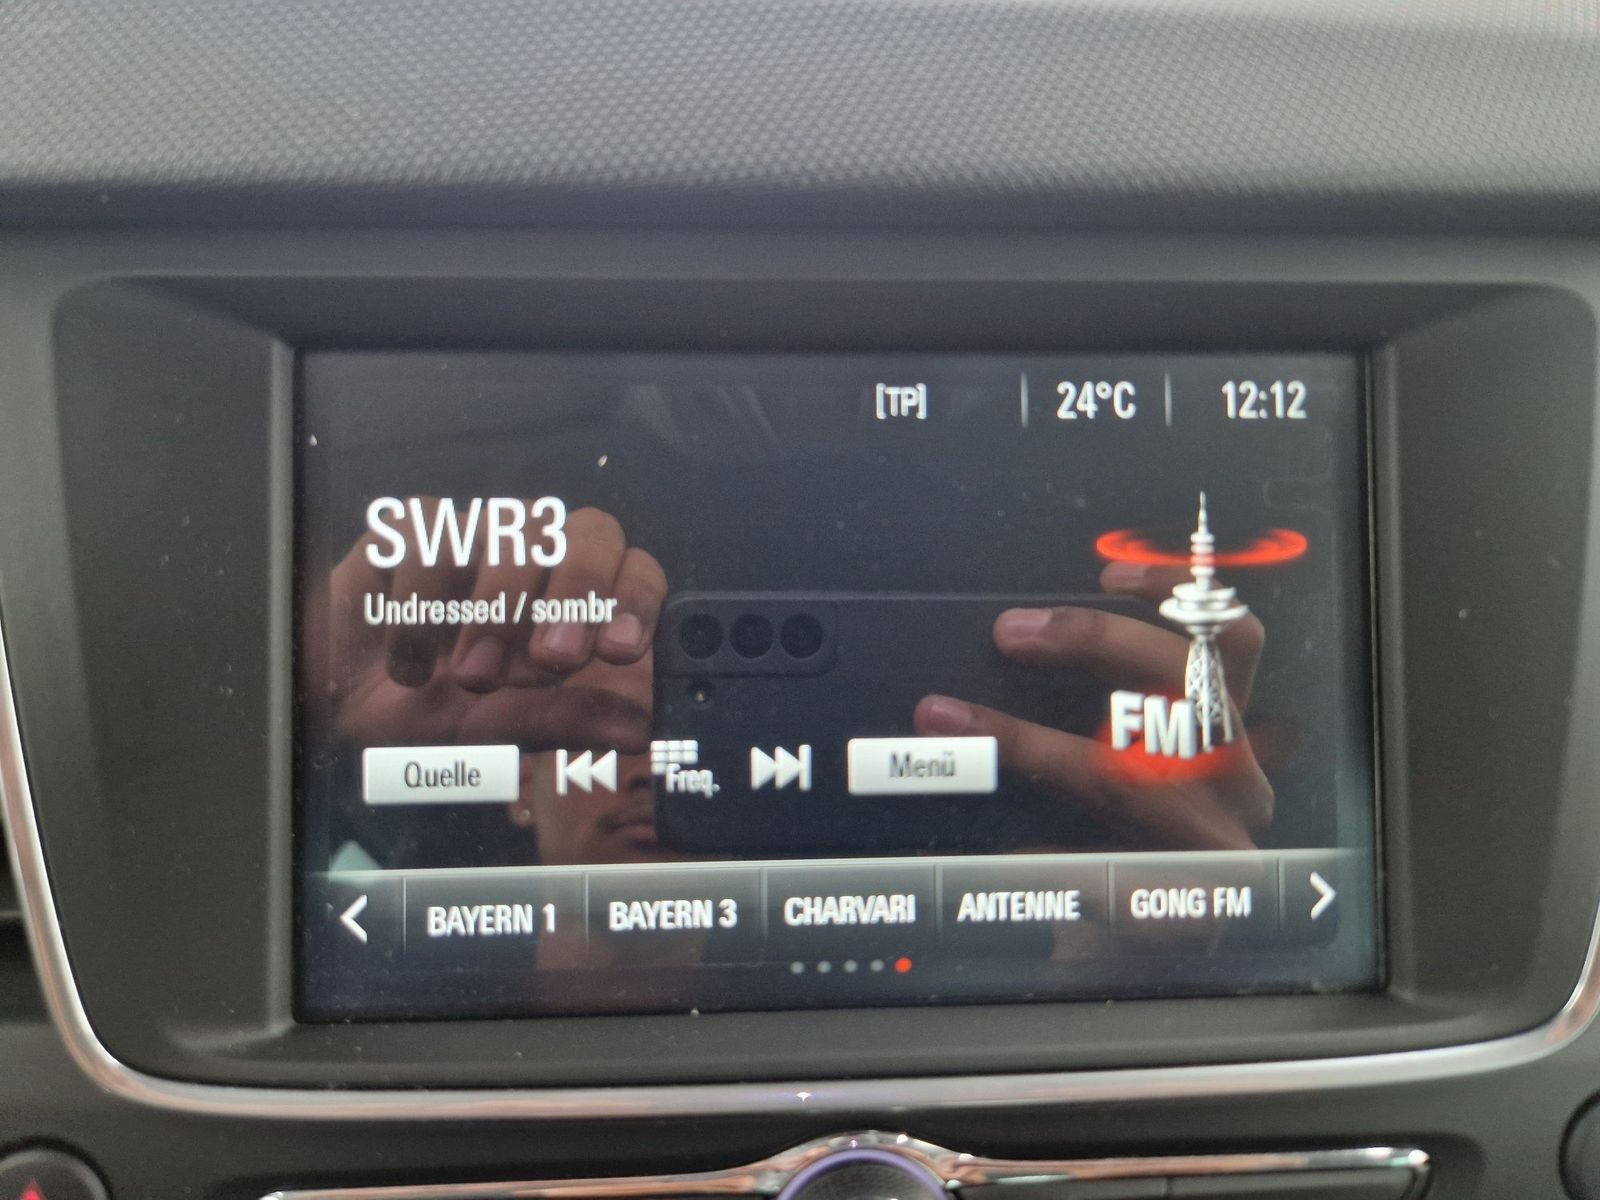 [TP] 24°C 12:12
SWR3
Undressed / sombr
FM
Quelle Freq. Menü
BAYERN 1 BAYERN 3 CHARVARI ANTENNE GONG FM